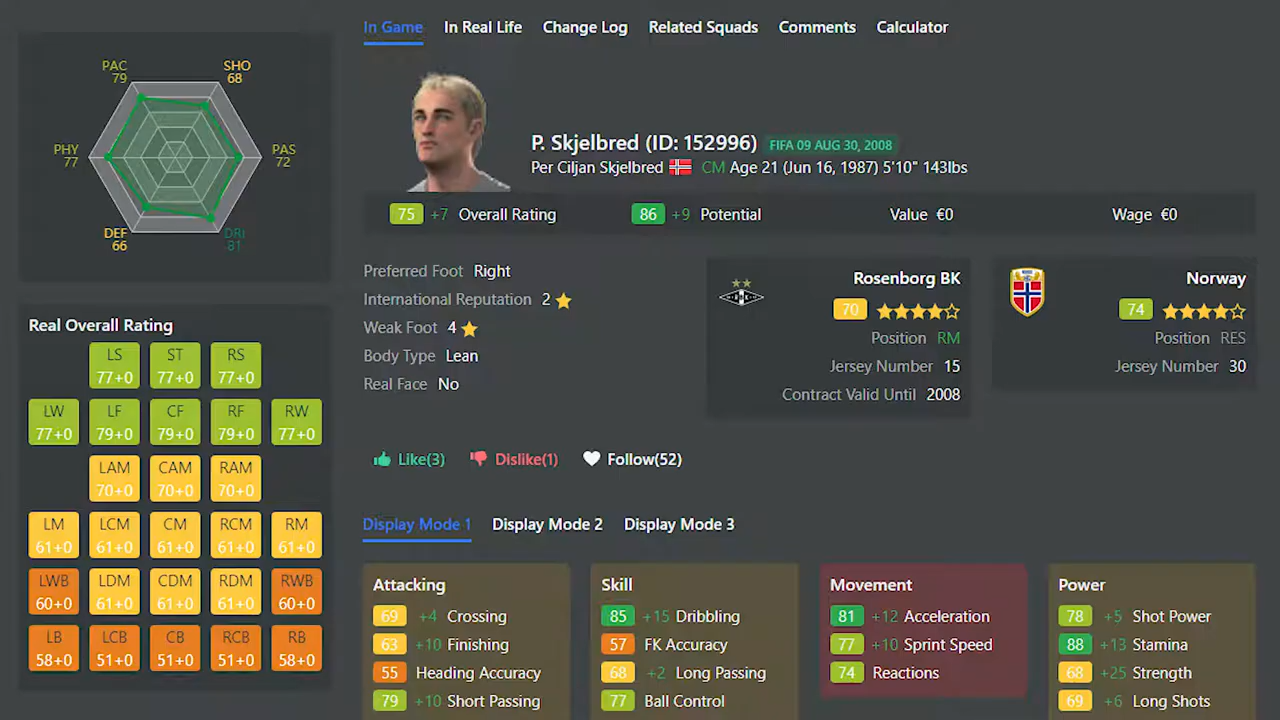 In Game In Real Life Change Log Related Squads Comments Calculator
PAC 79
SHO 68
PHY 77
PAS 72
DEF 66
DRI 81
P. Skjelbred (ID: 152996) FIFA 09 AUG 30, 2008
Per Ciljan Skjelbred CM Age 21 (Jun 16, 1987) 5'10" 143lbs
75 +7 Overall Rating 86 +9 Potential Value €0 Wage €0
Preferred Foot Right
International Reputation 2
Weak Foot 4
Body Type Lean
Real Face No
Rosenborg BK
70
Position RM
Jersey Number 15
Contract Valid Until 2008
Norway
74
Position RES
Jersey Number 30
Like(3) Dislike(1) Follow(52)
Real Overall Rating
LS ST RS
77+0 77+0 77+0
LW LF CF RF RW
77+0 79+0 79+0 79+0 77+0
LAM CAM RAM
70+0 70+0 70+0
LM LCM CM RCM RM
61+0 61+0 61+0 61+0 61+0
LWB LDM CDM RDM RWB
60+0 61+0 61+0 61+0 60+0
LB LCB CB RCB RB
58+0 51+0 51+0 51+0 58+0
Display Mode 1 Display Mode 2 Display Mode 3
Attacking
69 +4 Crossing
63 +10 Finishing
55 Heading Accuracy
79 +10 Short Passing
Skill
85 +15 Dribbling
57 FK Accuracy
68 +2 Long Passing
77 Ball Control
Movement
81 +12 Acceleration
77 +10 Sprint Speed
74 Reactions
Power
78 +5 Shot Power
88 +13 Stamina
68 +25 Strength
69 +6 Long Shots